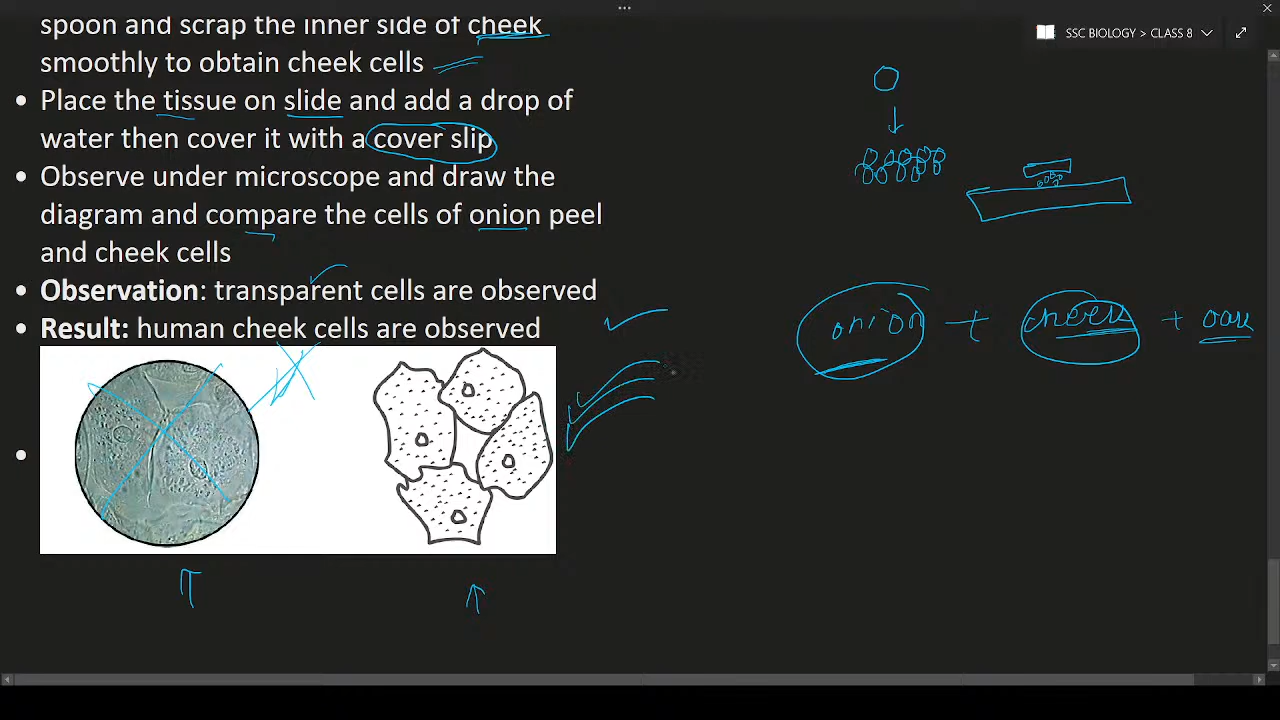 spoon and scrap the inner side of cheek
SSC BIOLOGY > CLASS 8
smoothly to obtain cheek cells
• Place the tissue on slide and add a drop of
water then cover it with a cover slip
• Observe under microscope and draw the
diagram and compare the cells of onion peel
and cheek cells
• Observation: transparent cells are observed
• Result: human cheek cells are observed
onion + cheek +